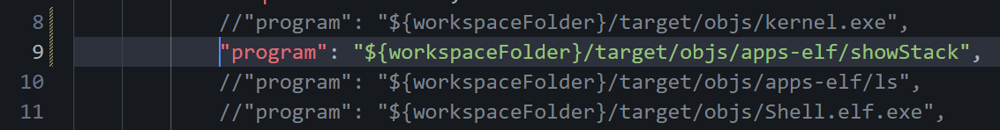 8 //"program": "${workspaceFolder}/target/objs/kernel.exe",
9 "program": "${workspaceFolder}/target/objs/apps-elf/showStack",
10 //"program": "${workspaceFolder}/target/objs/apps-elf/ls",
11 //"program": "${workspaceFolder}/target/objs/Shell.elf.exe",